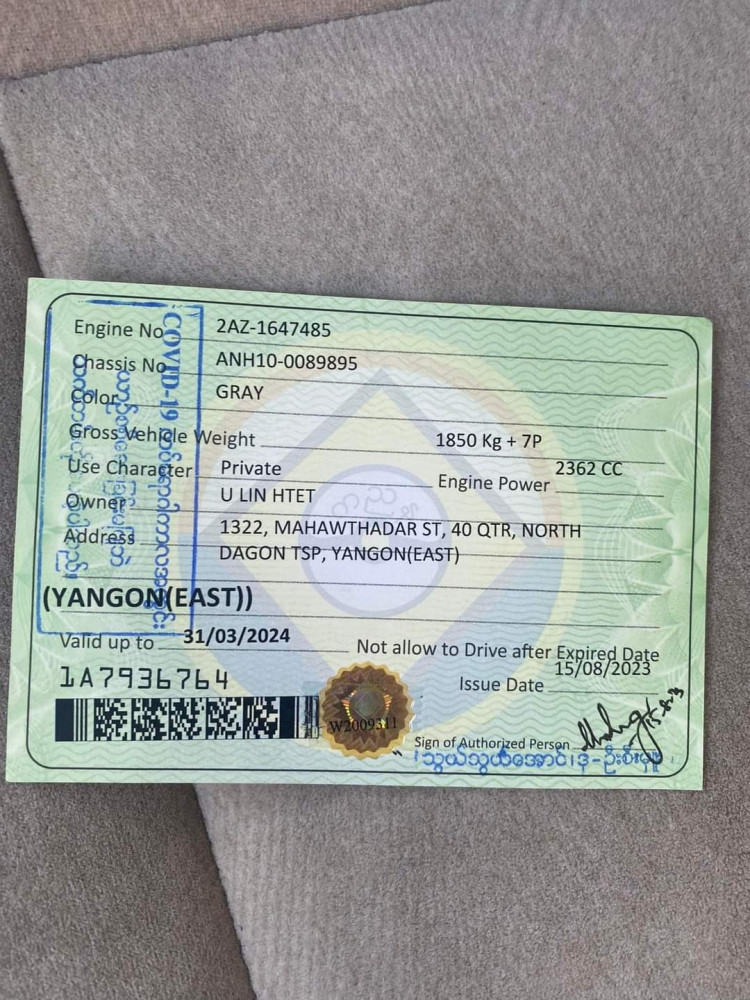 Engine No 2AZ-1647485
Chassis No ANH10-0089895
Color GRAY
Gross Vehicle Weight 1850 Kg + 7P
Use Character Private Engine Power 2362 CC
Owner U LIN HTET
Address 1322, MAHAWTHADAR ST, 40 QTR, NORTH
DAGON TSP, YANGON(EAST)
(YANGON(EAST))
Valid up to 31/03/2024 Not allow to Drive after Expired Date
1A7936764 Issue Date 15/08/2023
W2009311
Sign of Authorized Person
COVID-19